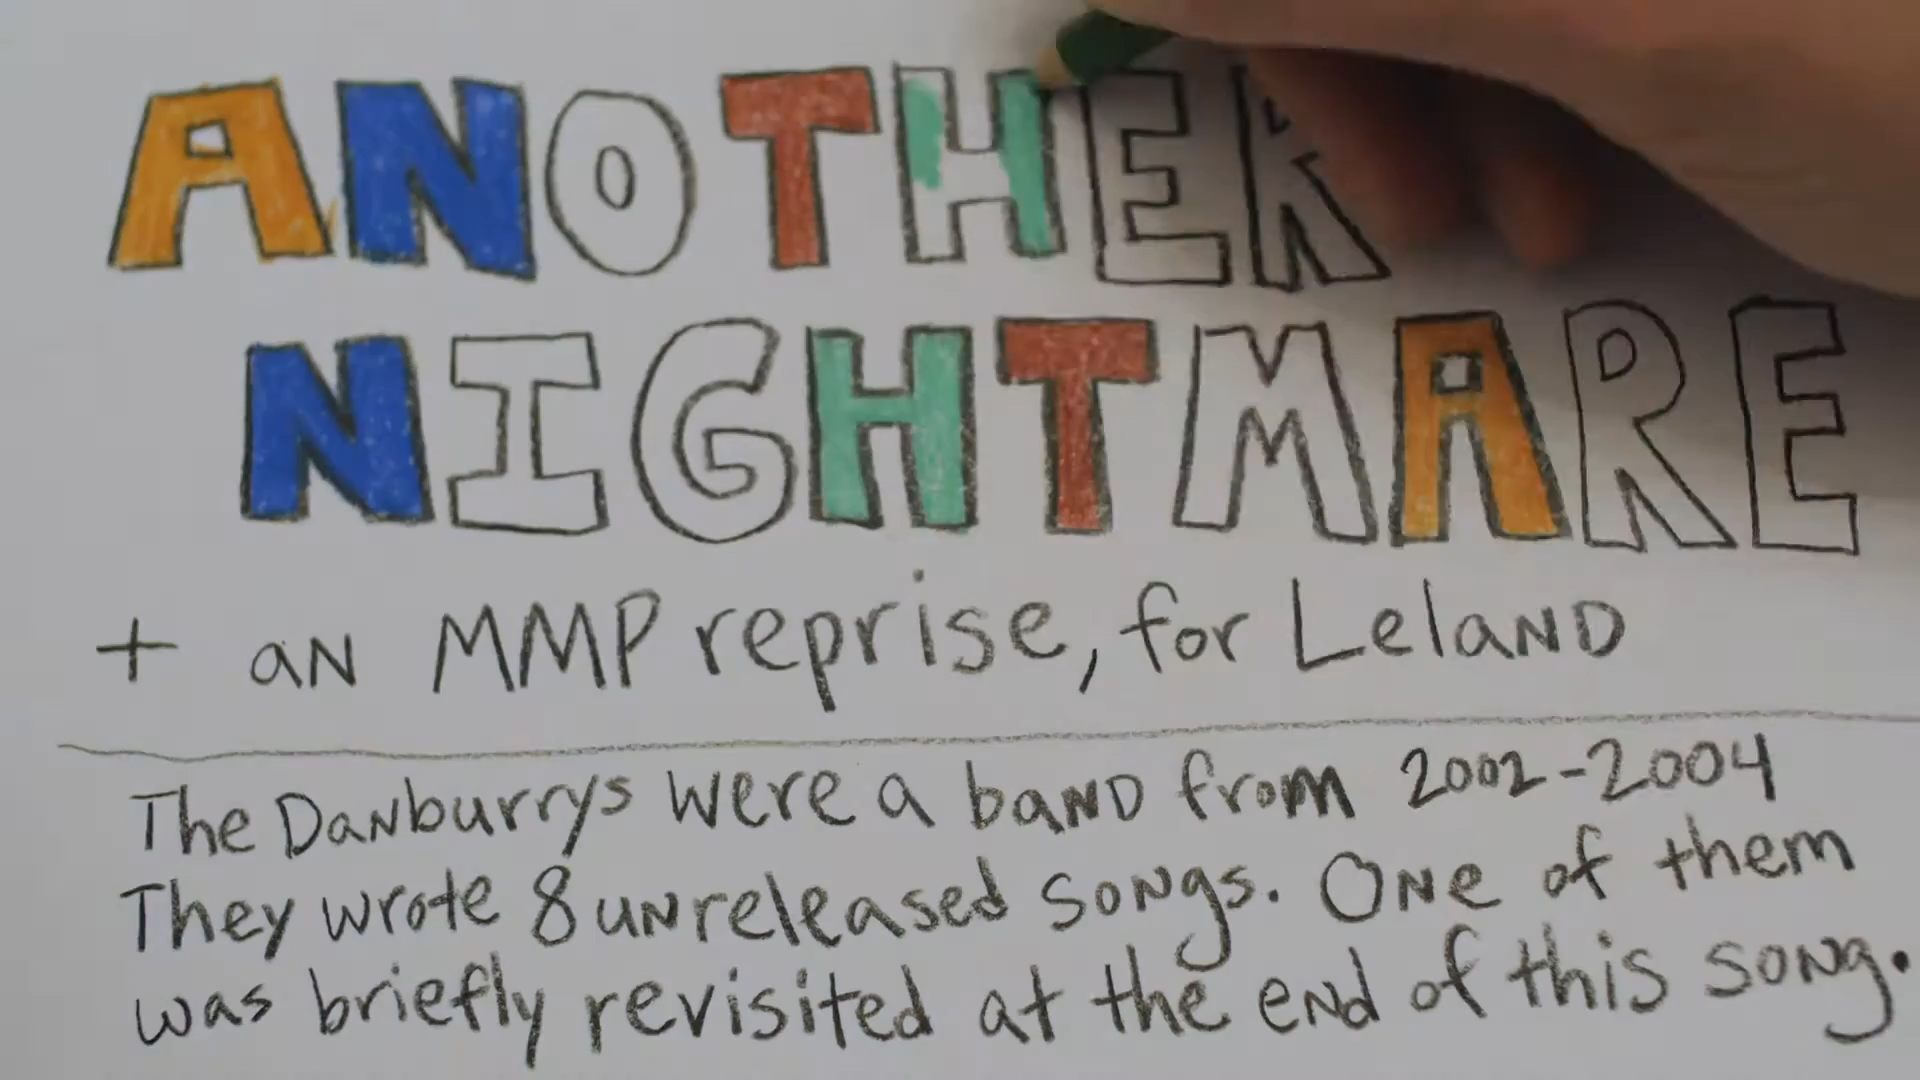 ANOTHER
NIGHTMARE
+ an MMP reprise, for Leland
The Danburrys were a band from 2002-2004
They wrote 8 unreleased songs. One of them
was briefly revisited at the end of this song.